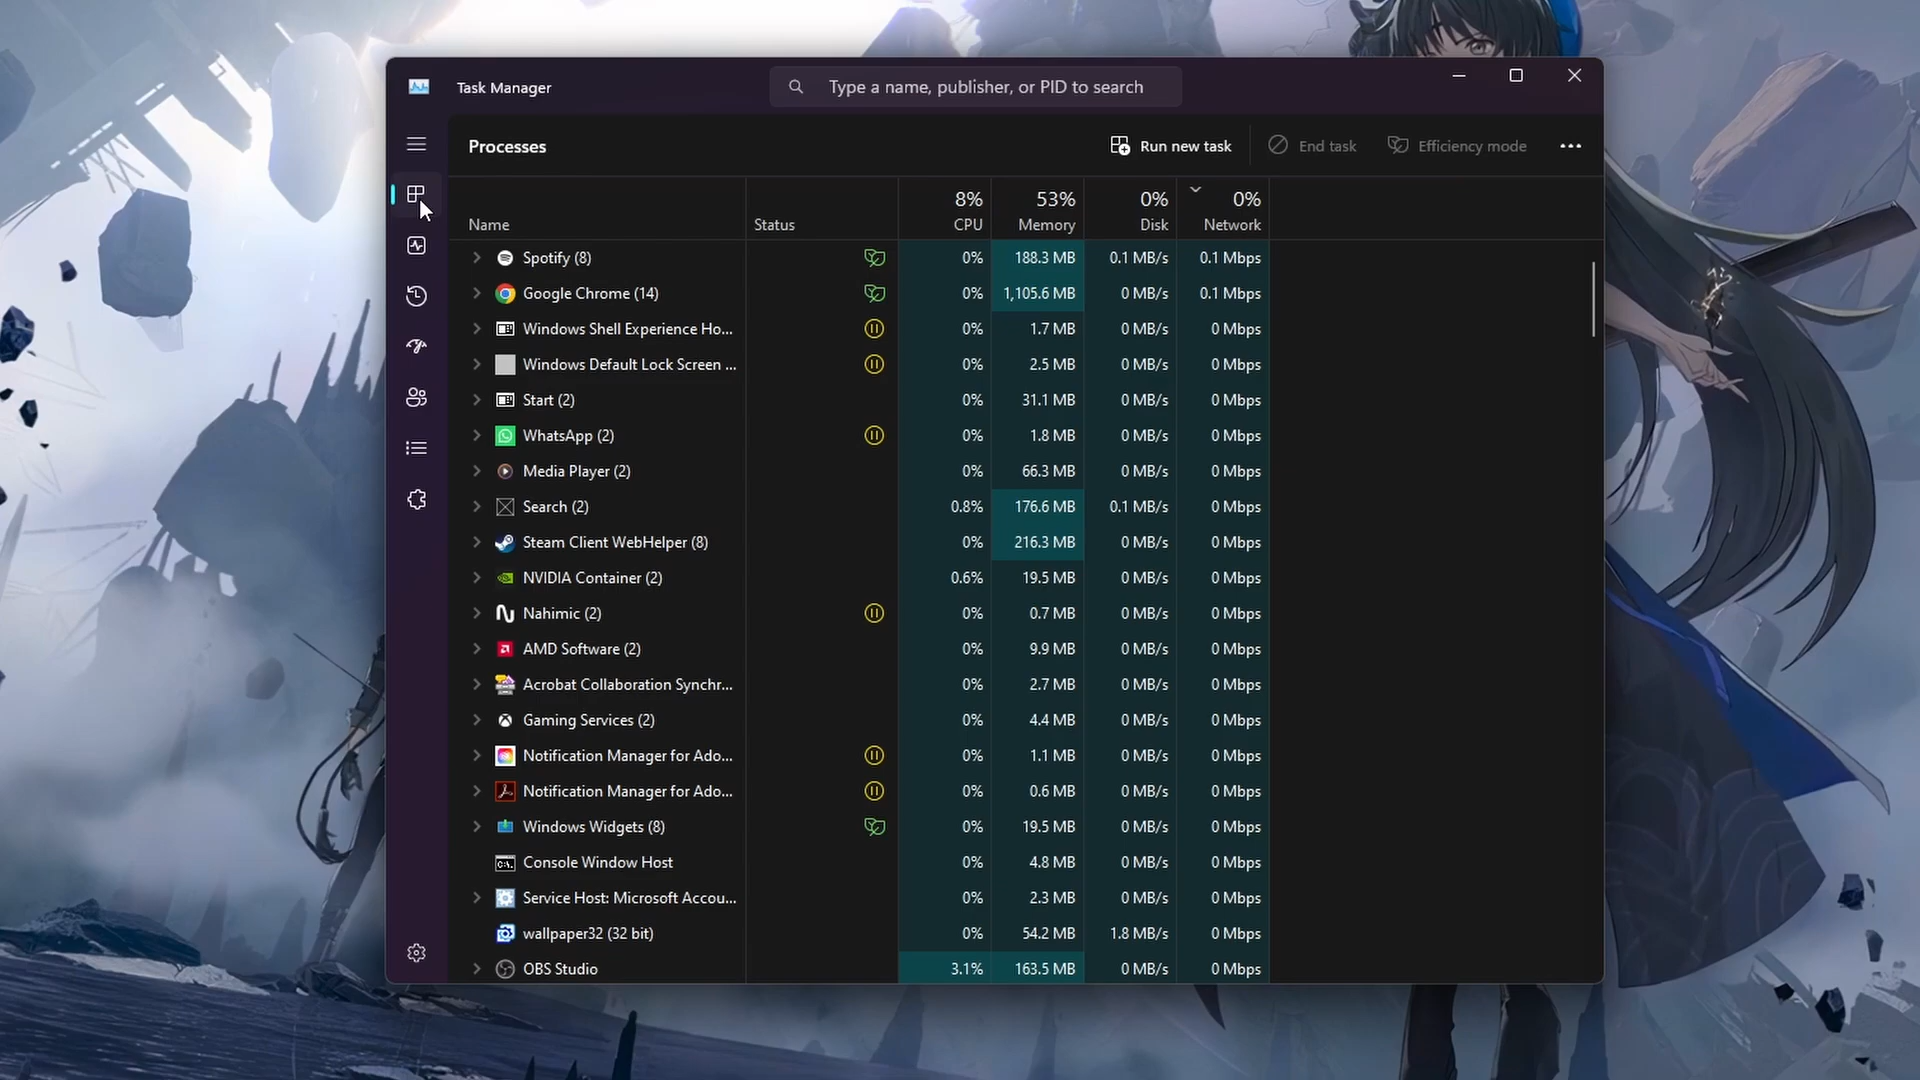 Task Manager
Type a name, publisher, or PID to search
Processes
Run new task
End task
Efficiency mode
8% 53% 0% 0%
Name Status CPU Memory Disk Network
Spotify (8) 0% 188.3 MB 0.1 MB/s 0.1 Mbps
Google Chrome (14) 0% 1,105.6 MB 0 MB/s 0.1 Mbps
Windows Shell Experience Ho... 0% 1.7 MB 0 MB/s 0 Mbps
Windows Default Lock Screen ... 0% 2.5 MB 0 MB/s 0 Mbps
Start (2) 0% 31.1 MB 0 MB/s 0 Mbps
WhatsApp (2) 0% 1.8 MB 0 MB/s 0 Mbps
Media Player (2) 0% 66.3 MB 0 MB/s 0 Mbps
Search (2) 0.8% 176.6 MB 0.1 MB/s 0 Mbps
Steam Client WebHelper (8) 0% 216.3 MB 0 MB/s 0 Mbps
NVIDIA Container (2) 0.6% 19.5 MB 0 MB/s 0 Mbps
Nahimic (2) 0% 0.7 MB 0 MB/s 0 Mbps
AMD Software (2) 0% 9.9 MB 0 MB/s 0 Mbps
Acrobat Collaboration Synchr... 0% 2.7 MB 0 MB/s 0 Mbps
Gaming Services (2) 0% 4.4 MB 0 MB/s 0 Mbps
Notification Manager for Ado... 0% 1.1 MB 0 MB/s 0 Mbps
Notification Manager for Ado... 0% 0.6 MB 0 MB/s 0 Mbps
Windows Widgets (8) 0% 19.5 MB 0 MB/s 0 Mbps
Console Window Host 0% 4.8 MB 0 MB/s 0 Mbps
Service Host: Microsoft Accou... 0% 2.3 MB 0 MB/s 0 Mbps
wallpaper32 (32 bit) 0% 54.2 MB 1.8 MB/s 0 Mbps
OBS Studio 3.1% 163.5 MB 0 MB/s 0 Mbps